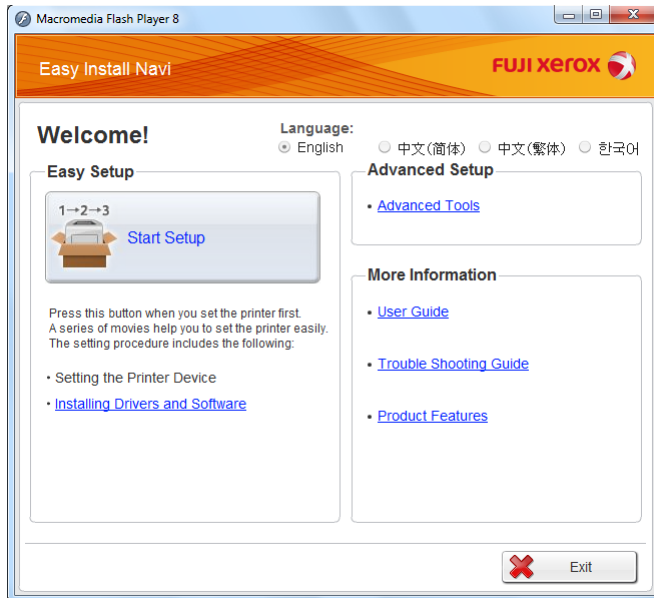 Macromedia Flash Player 8
Easy Install Navi
FUJI xerox
Welcome!
Language:
English
中文(简体)
中文(繁体)
한국어
Easy Setup
1→2→3
Start Setup
Press this button when you set the printer first.
A series of movies help you to set the printer easily.
The setting procedure includes the following:
• Setting the Printer Device
• Installing Drivers and Software
Advanced Setup
• Advanced Tools
More Information
• User Guide
• Trouble Shooting Guide
• Product Features
Exit